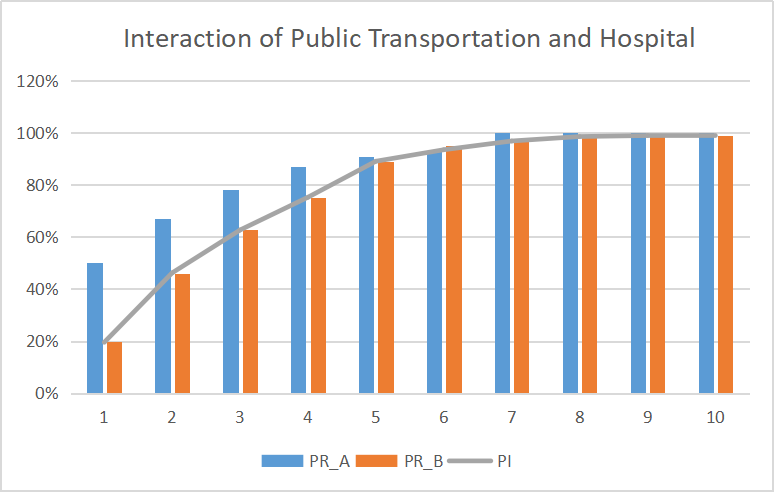 Interaction of Public Transportation and Hospital
120%
100%
80%
60%
40%
20%
0%
1 2 3 4 5 6 7 8 9 10
PR_A PR_B PI